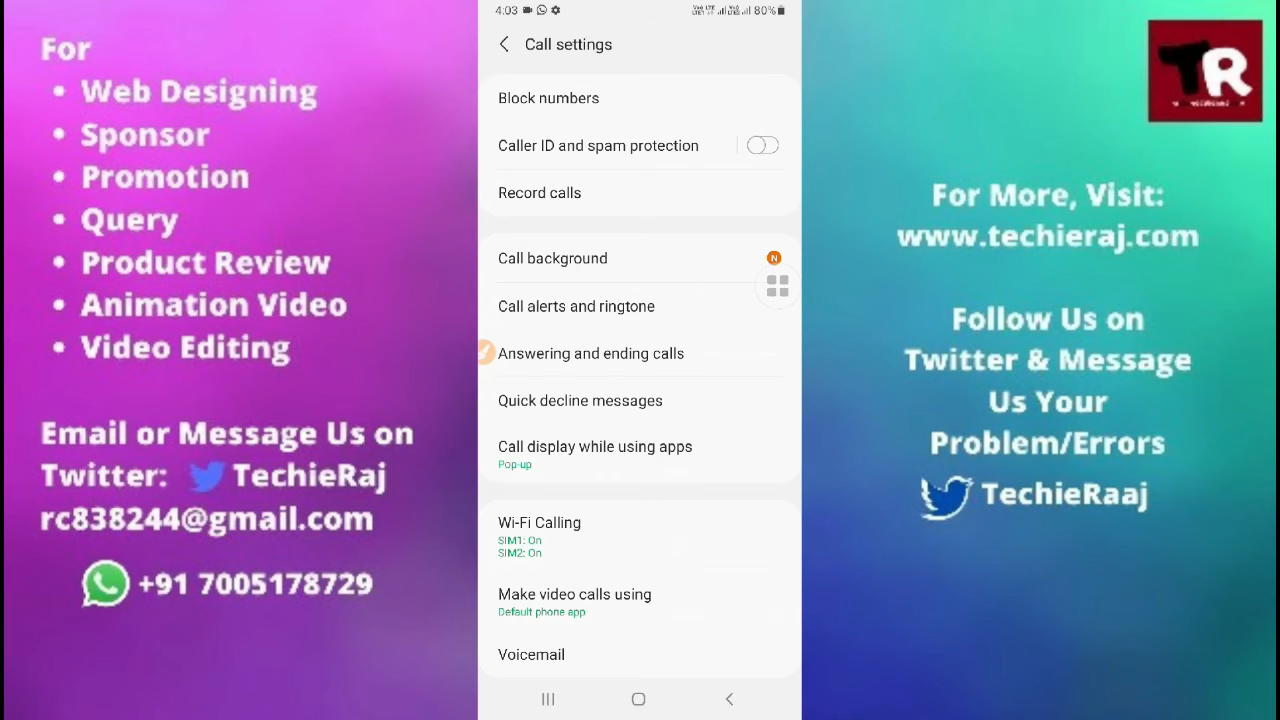 For
• Web Designing
• Sponsor
• Promotion
• Query
• Product Review
• Animation Video
• Video Editing
Email or Message Us on
Twitter: TechieRaj
rc838244@gmail.com
+91 7005178729
4:03
80%
Call settings
Block numbers
Caller ID and spam protection
Record calls
Call background
N
Call alerts and ringtone
Answering and ending calls
Quick decline messages
Call display while using apps
Pop-up
Wi-Fi Calling
SIM1: On
SIM2: On
Make video calls using
Default phone app
Voicemail
TR
For More, Visit:
www.techieraj.com
Follow Us on
Twitter & Message
Us Your
Problem/Errors
TechieRaaj